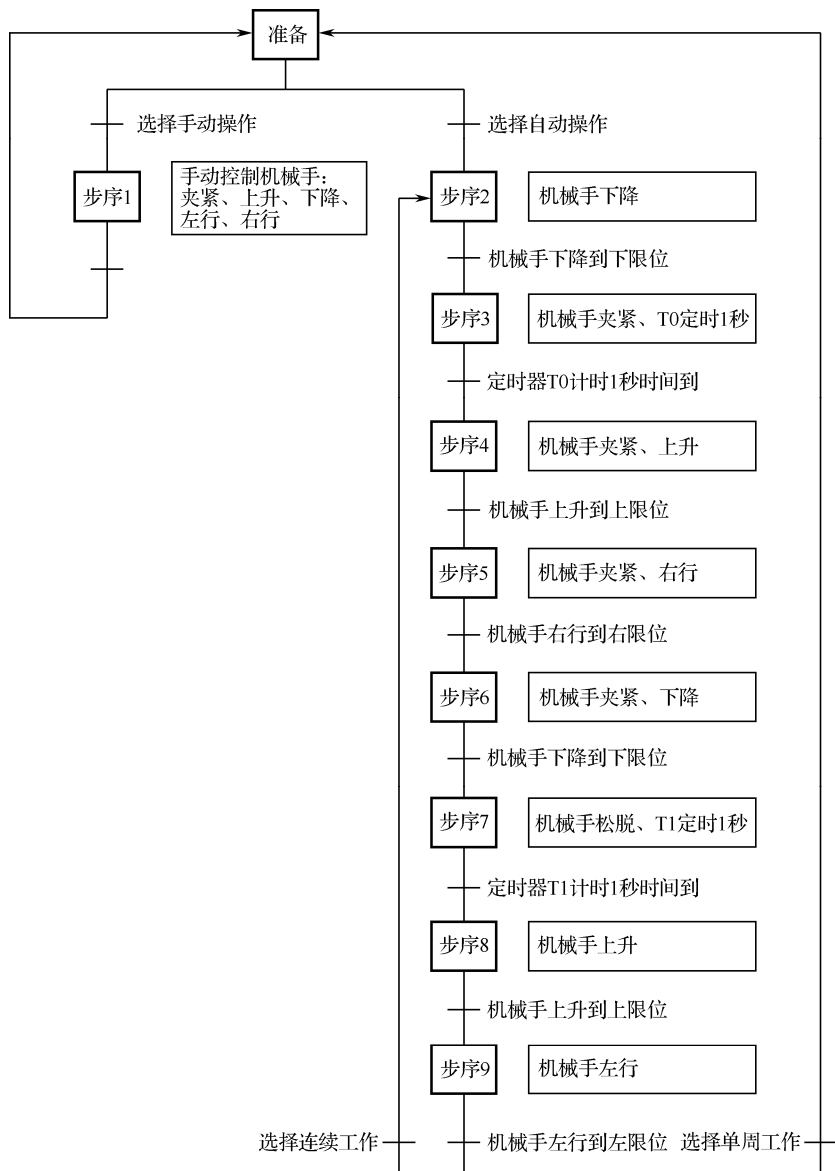 准备
选择手动操作
选择自动操作
步序1
手动控制机械手：
夹紧、上升、下降、
左行、右行
步序2
机械手下降
机械手下降到下限位
步序3
机械手夹紧、T0定时1秒
定时器T0计时1秒时间到
步序4
机械手夹紧、上升
机械手上升到上限位
步序5
机械手夹紧、右行
机械手右行到右限位
步序6
机械手夹紧、下降
机械手下降到下限位
步序7
机械手松脱、T1定时1秒
定时器T1计时1秒时间到
步序8
机械手上升
机械手上升到上限位
步序9
机械手左行
选择连续工作
机械手左行到左限位
选择单周工作